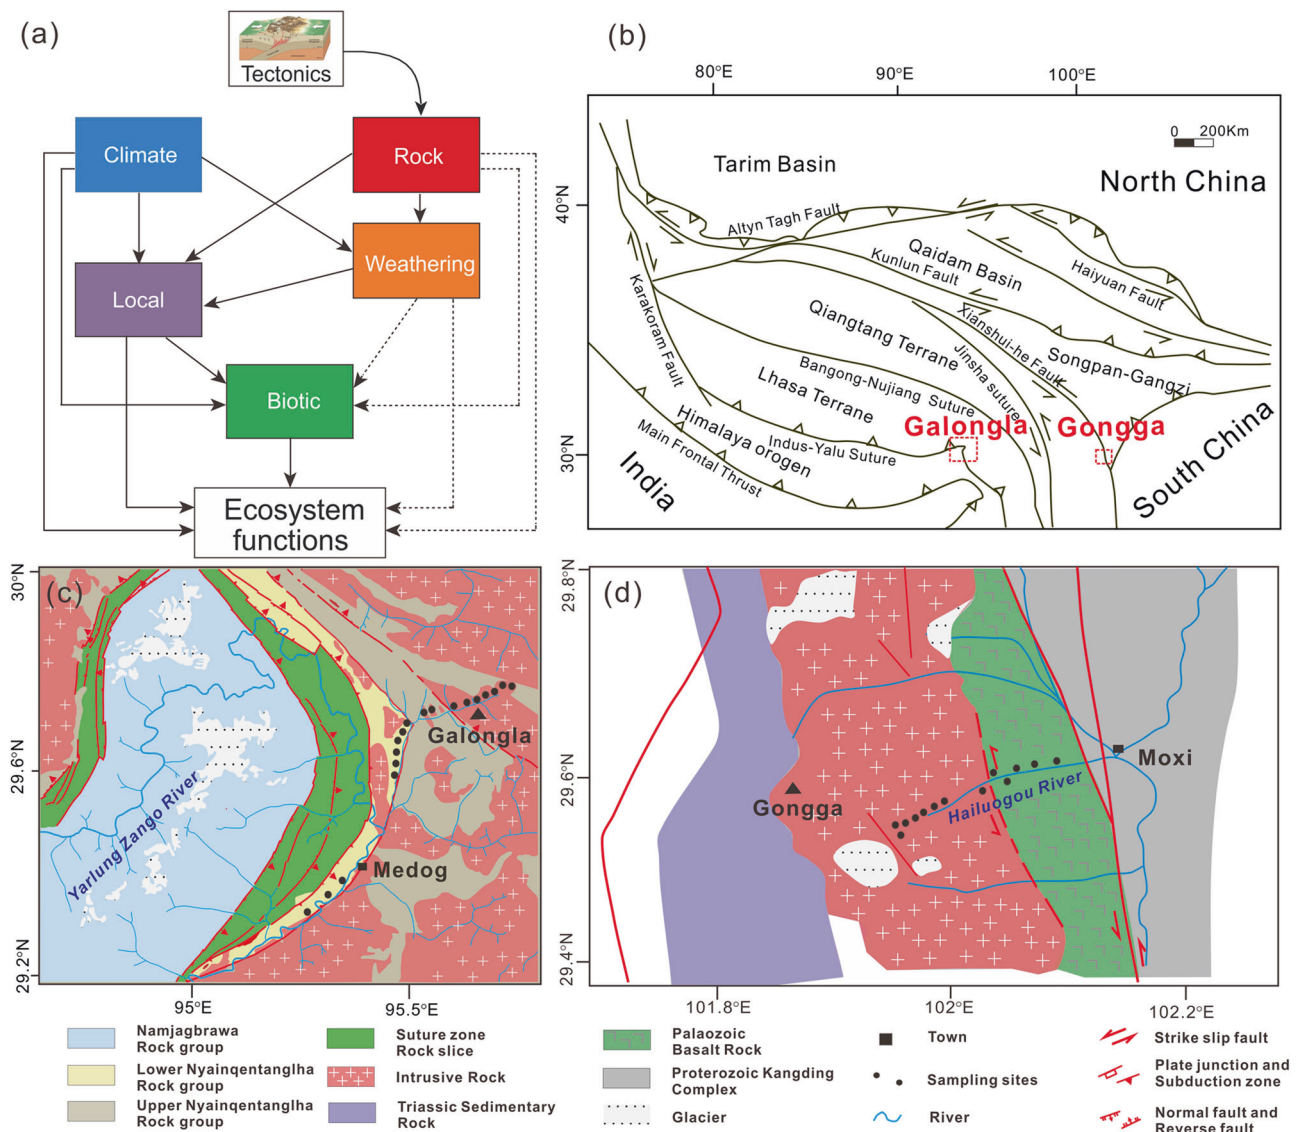 (a)
Tectonics
Climate
Rock
Weathering
Local
Biotic
Ecosystem
functions
(b)
80°E
90°E
100°E
40°N
30°N
0 200Km
Tarim Basin
North China
Altyn Tagh Fault
Qaidam Basin
Kunlun Fault
Haiyuan Fault
Karakoram Fault
Qiangtang Terrane
Xianshui-he Fault
Jinsha suture
Songpan-Gangzi
Bangong-Nujiang Suture
Lhasa Terrane
Galongla
Gongga
Himalaya orogen
Indus-Yalu Suture
Main Frontal Thrust
India
South China
(c)
30°N
29.6°N
29.2°N
95°E
95.5°E
Galongla
Yarlung Zango River
Medog
(d)
29.8°N
29.6°N
29.4°N
101.8°E
102°E
102.2°E
Moxi
Gongga
Hailuogou River
Namjagbrawa
Rock group
Lower Nyainqentanglha
Rock group
Upper Nyainqentanglha
Rock group
Suture zone
Rock slice
Intrusive Rock
Triassic Sedimentary
Rock
Palaozoic
Basalt Rock
Proterozoic Kangding
Complex
Glacier
Town
Sampling sites
River
Strike slip fault
Plate junction and
Subduction zone
Normal fault and
Reverse fault